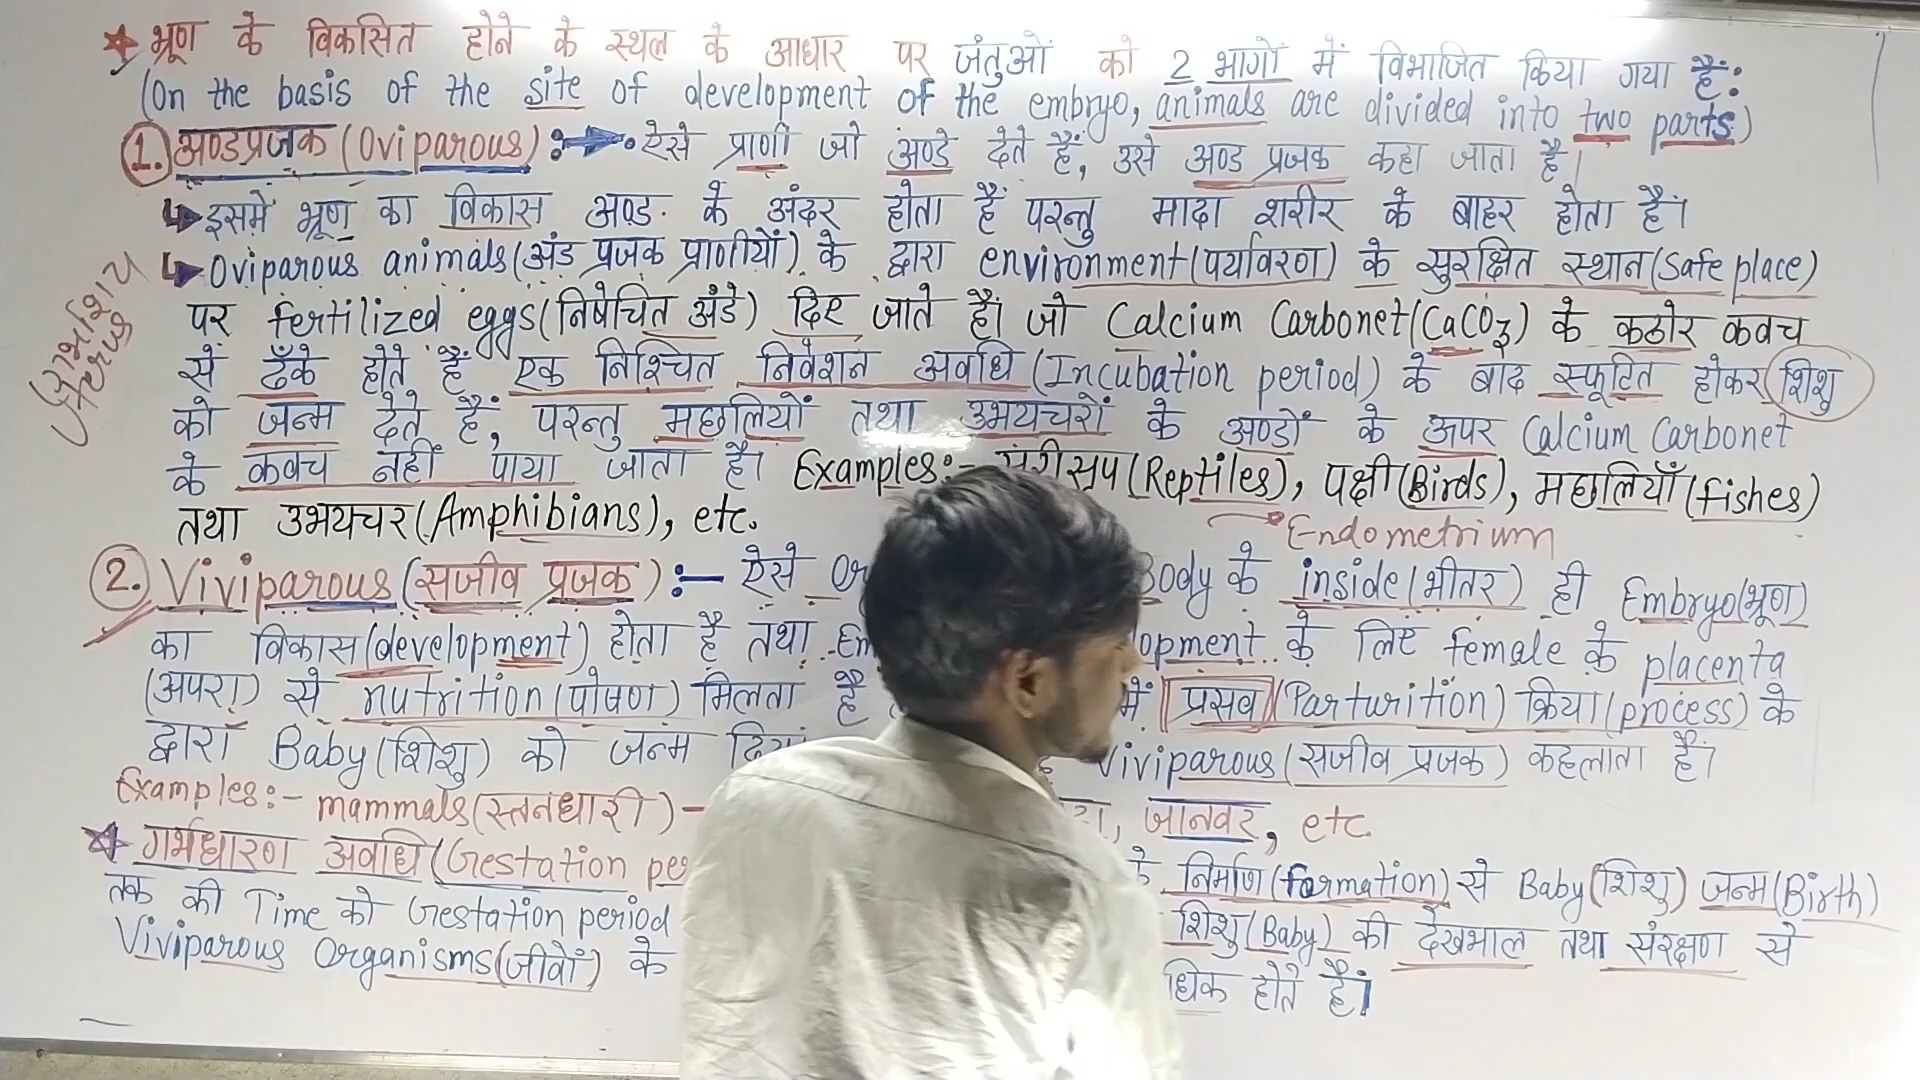 ★ भ्रूण के विकसित होने के स्थल के आधार पर जंतुओं को 2 भागों में विभाजित किया गया है:
(On the basis of the site of development of the embryo, animals are divided into two parts)
1. अण्डप्रजक (Oviparous) :→• ऐसे प्राणी जो अण्डे देते हैं, उसे अण्ड प्रजक कहा जाता है।
↳ इसमें भ्रूण का विकास अण्ड. के अंदर होता है परन्तु मादा शरीर के बाहर होता है।
↳ Oviparous animals (अंड प्रजक प्राणीयों) के द्वारा environment (पर्यावरण) के सुरक्षित स्थान (Safe place)
पर fertilized eggs (निषेचित अंडे) दिए जाते हैं। जो Calcium Carbonet (CaCO₃) के कठोर कवच
से ढँके होते हैं, एक निश्चित निवेशन अवधि (Incubation period) के बाद स्फूटित होकर शिशु
को जन्म देते हैं, परन्तु मछलियों तथा उभयचरों के अण्डों के ऊपर Calcium Carbonet
के कवच नहीं पाया जाता है। Examples:- सरीसृप (Reptiles), पक्षी (Birds), मछलियाँ (fishes)
तथा उभयचर (Amphibians), etc.
गर्भाशय
Uterus
Endometrium
2. Viviparous (सजीव प्रजक) :- ऐसे Body के inside (भीतर) ही Embryo (भ्रूण)
का विकास (development) होता है तथा के लिए female के placenta
(अपरा) से nutrition (पोषण) मिलता है में प्रसव (Parturition) क्रिया (process) के
द्वारा Baby (शिशु) को जन्म Viviparous (सजीव प्रजक) कहलाता है।
Examples:- mammals (स्तनधारी) - जानवर, etc.
★ गर्भधारण अवधि (Gestation के निर्माण (formation) से Baby (शिशु) जन्म (Birth)
तक की Time को Gestation period शिशु (Baby) की देखभाल तथा संरक्षण से
Viviparous Organisms (जीवों) के होते हैं।